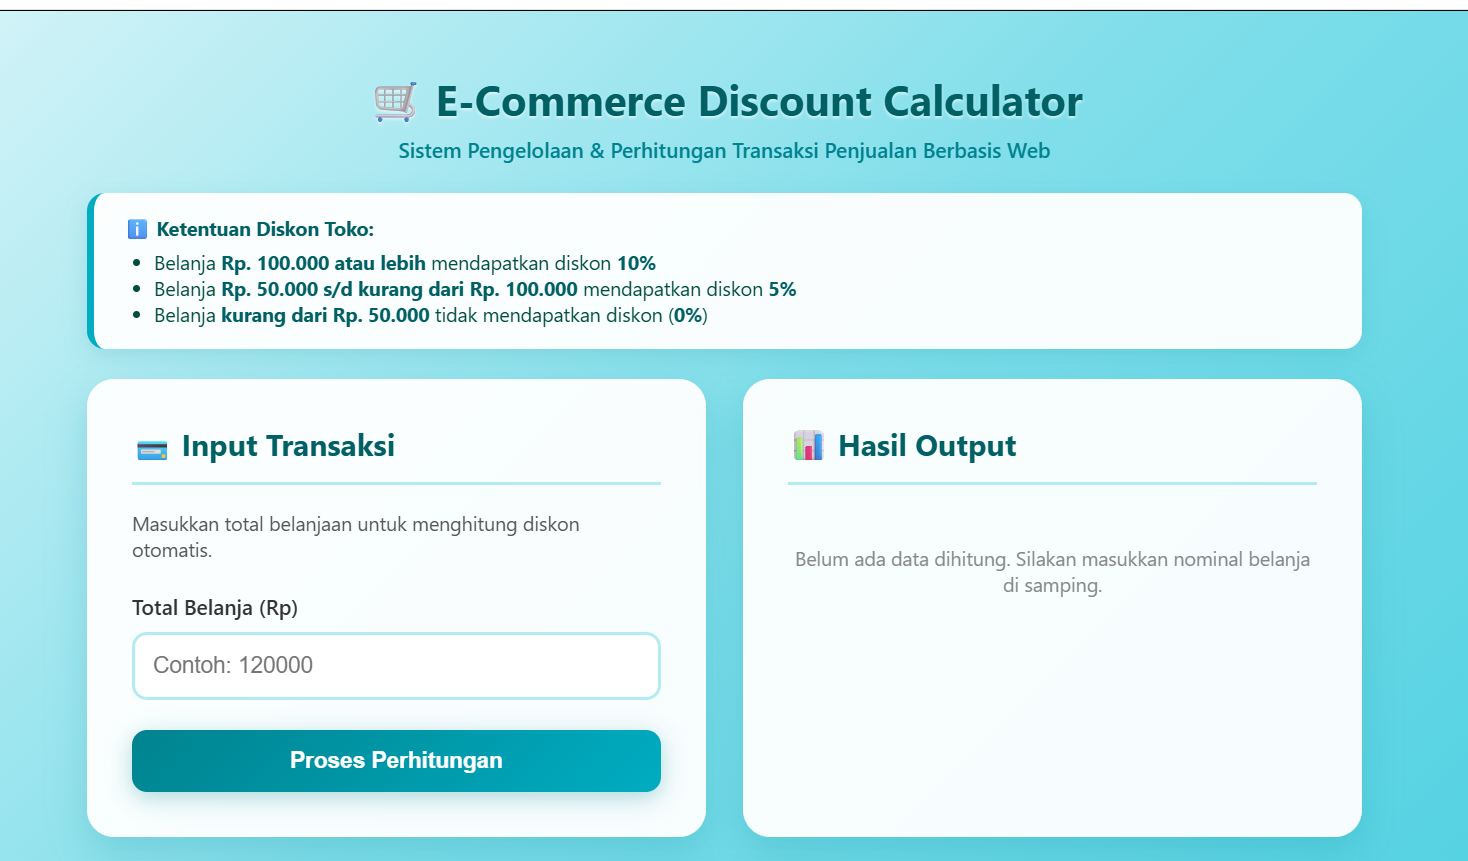 E-Commerce Discount Calculator
Sistem Pengelolaan & Perhitungan Transaksi Penjualan Berbasis Web
Ketentuan Diskon Toko:
Belanja Rp. 100.000 atau lebih mendapatkan diskon 10%
Belanja Rp. 50.000 s/d kurang dari Rp. 100.000 mendapatkan diskon 5%
Belanja kurang dari Rp. 50.000 tidak mendapatkan diskon (0%)
Input Transaksi
Masukkan total belanjaan untuk menghitung diskon
otomatis.
Total Belanja (Rp)
Contoh: 120000
Proses Perhitungan
Hasil Output
Belum ada data dihitung. Silakan masukkan nominal belanja
di samping.